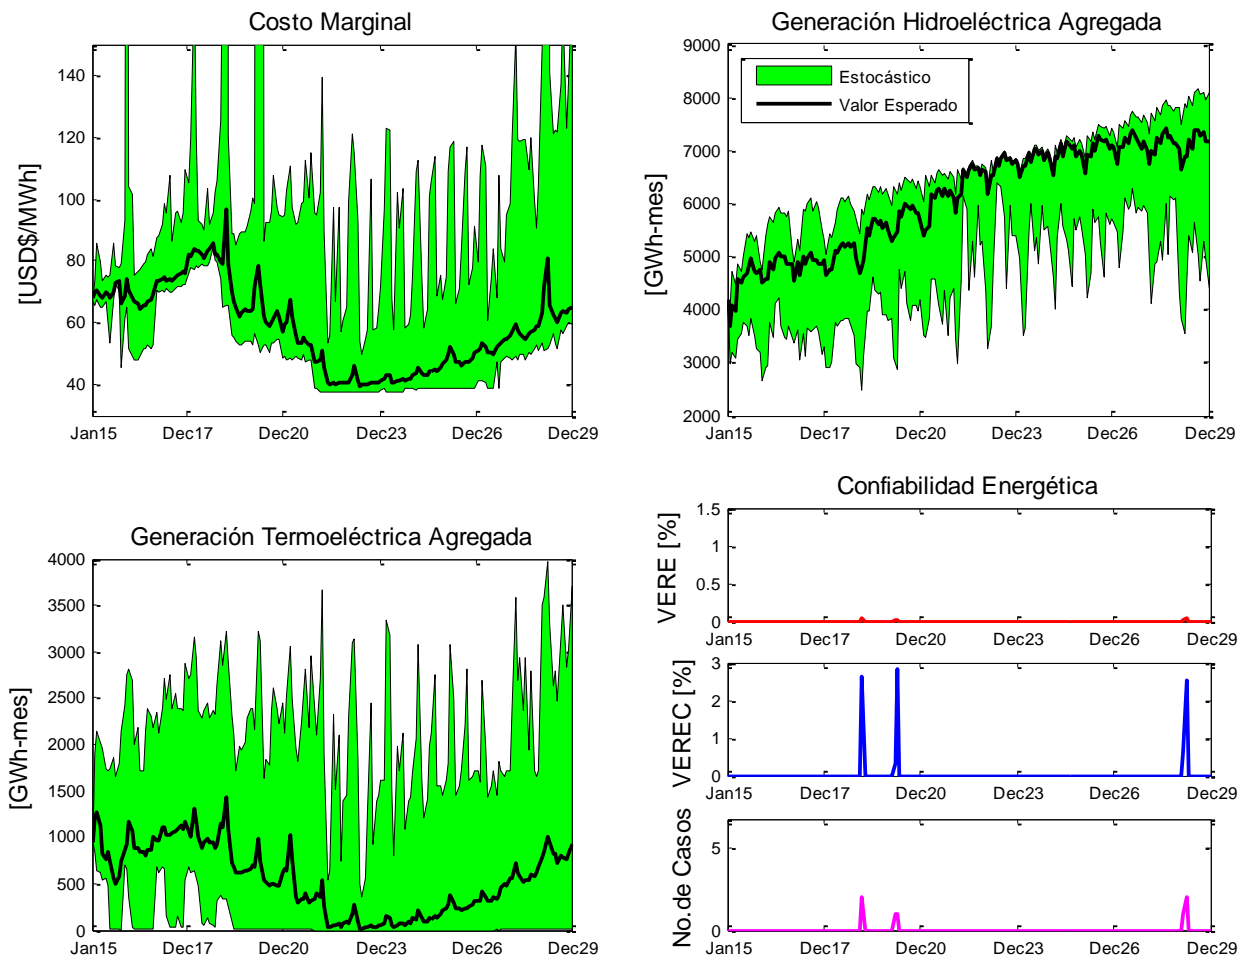 Costo Marginal
[USD$/MWh]
140
120
100
80
60
40
Jan15 Dec17 Dec20 Dec23 Dec26 Dec29
Generación Hidroeléctrica Agregada
Estocástico
Valor Esperado
[GWh-mes]
9000
8000
7000
6000
5000
4000
3000
2000
Jan15 Dec17 Dec20 Dec23 Dec26 Dec29
Generación Termoeléctrica Agregada
[GWh-mes]
4000
3500
3000
2500
2000
1500
1000
500
0
Jan15 Dec17 Dec20 Dec23 Dec26 Dec29
Confiabilidad Energética
VERE [%]
1.5
1
0.5
0
Jan15 Dec17 Dec20 Dec23 Dec26 Dec29
VEREC [%]
3
2
1
0
Jan15 Dec17 Dec20 Dec23 Dec26 Dec29
No.de Casos
5
0
Jan15 Dec17 Dec20 Dec23 Dec26 Dec29